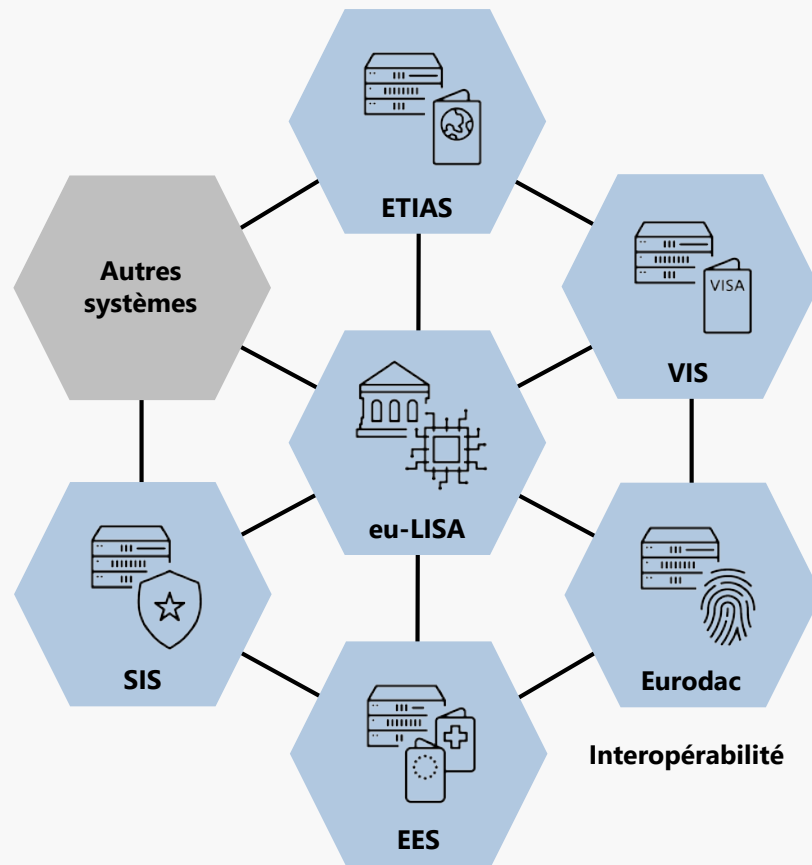 ETIAS
Autres
systèmes
VISA
VIS
eu-LISA
SIS
Eurodac
Interopérabilité
EES